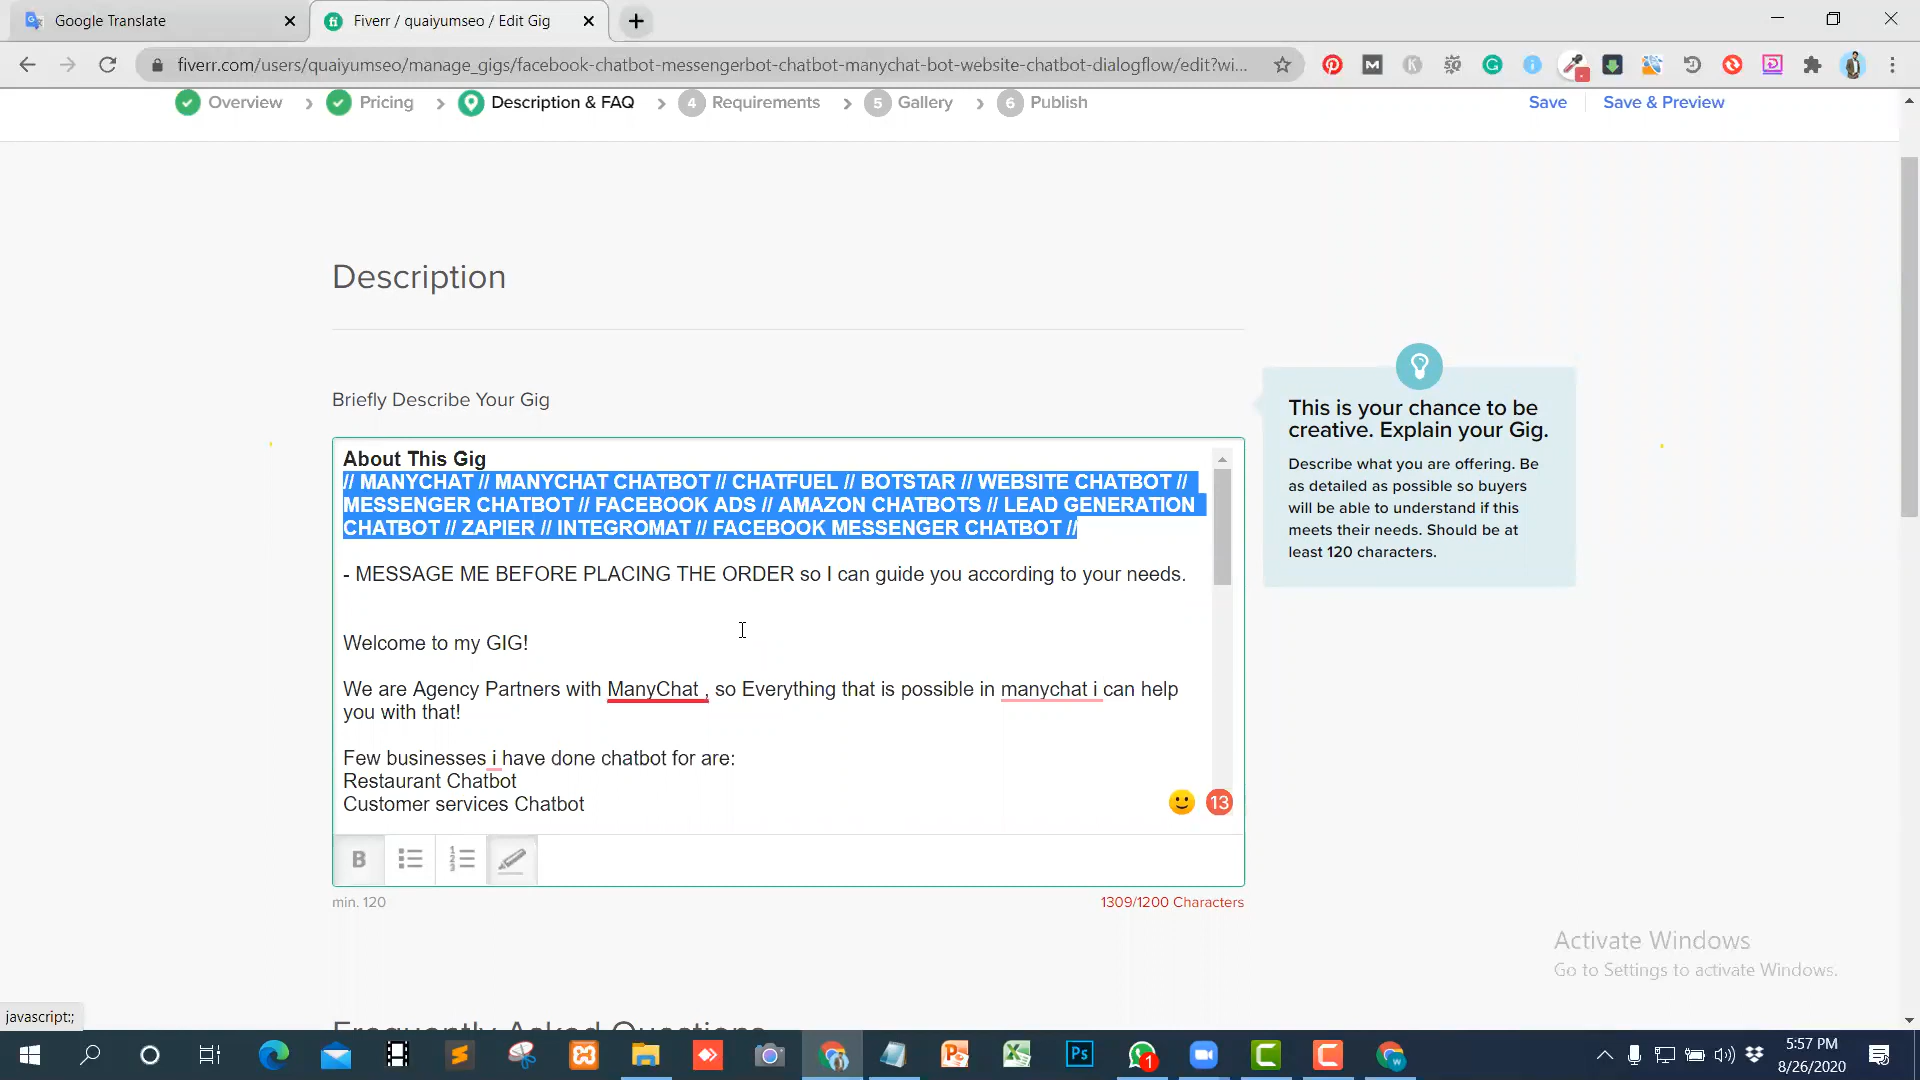 Google Translate
Fiverr / quaiyumseo / Edit Gig
fiverr.com/users/quaiyumseo/manage_gigs/facebook-chatbot-messengerbot-chatbot-manychat-bot-website-chatbot-dialogflow/edit?wi...
Overview
Pricing
Description & FAQ
4 Requirements
5 Gallery
6 Publish
Save
Save & Preview
Description
Briefly Describe Your Gig
About This Gig
// MANYCHAT // MANYCHAT CHATBOT // CHATFUEL // BOTSTAR // WEBSITE CHATBOT //
MESSENGER CHATBOT // FACEBOOK ADS // AMAZON CHATBOTS // LEAD GENERATION
CHATBOT // ZAPIER // INTEGROMAT // FACEBOOK MESSENGER CHATBOT //
- MESSAGE ME BEFORE PLACING THE ORDER so I can guide you according to your needs.
Welcome to my GIG!
We are Agency Partners with ManyChat , so Everything that is possible in manychat i can help
you with that!
Few businesses i have done chatbot for are:
Restaurant Chatbot
Customer services Chatbot
13
B
min. 120
1309/1200 Characters
This is your chance to be
creative. Explain your Gig.
Describe what you are offering. Be
as detailed as possible so buyers
will be able to understand if this
meets their needs. Should be at
least 120 characters.
Frequently Asked Questions
Activate Windows
Go to Settings to activate Windows.
javascript:;
5:57 PM
8/26/2020